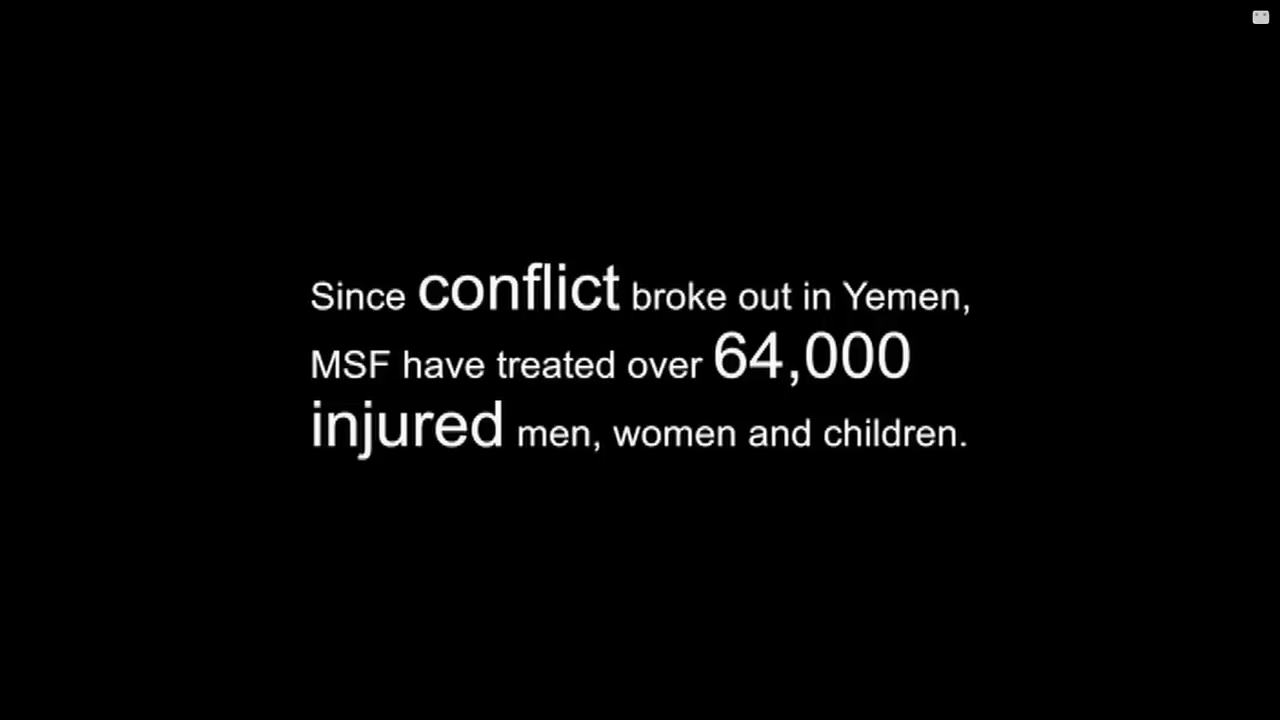 Since conflict broke out in Yemen,
MSF have treated over 64,000
injured men, women and children.